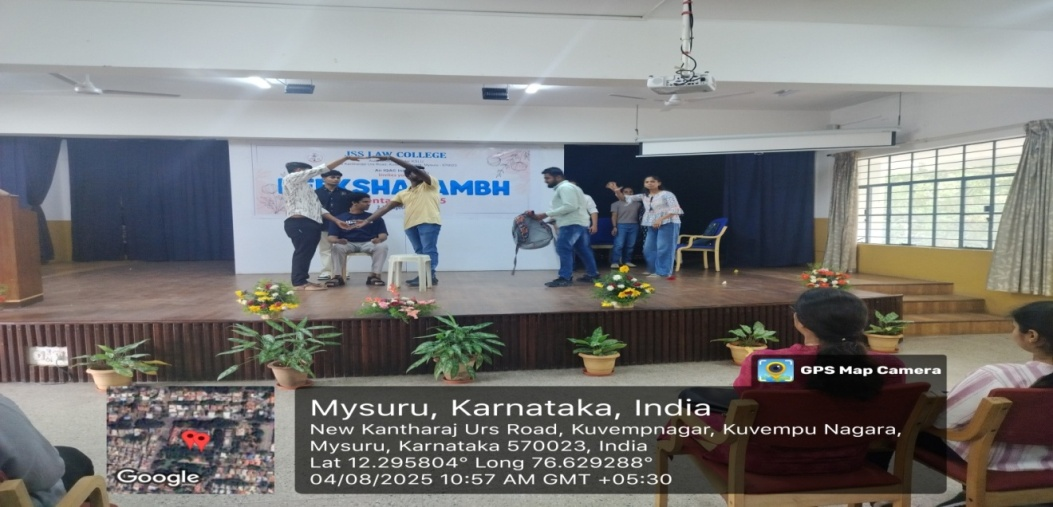 JSS LAW COLLEGE
GPS Map Camera
Mysuru, Karnataka, India
New Kantharaj Urs Road, Kuvempnagar, Kuvempu Nagara,
Mysuru, Karnataka 570023, India
Lat 12.295804° Long 76.629288°
04/08/2025 10:57 AM GMT +05:30
Google